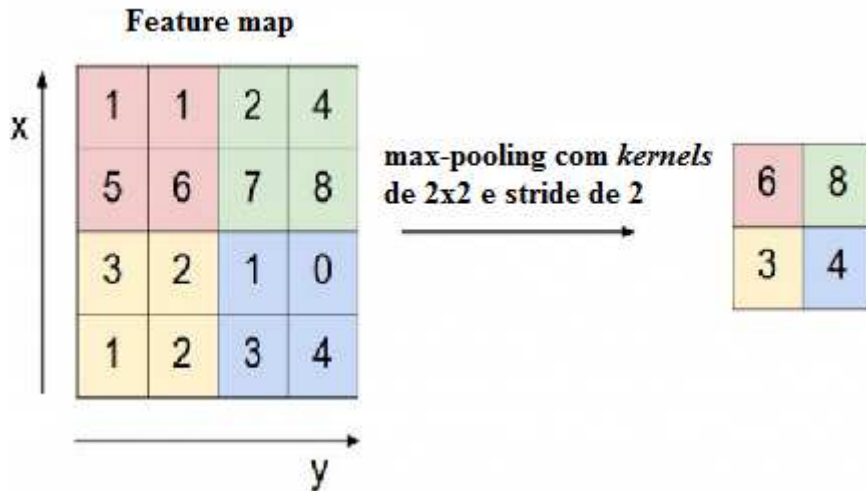 Feature map
x
1 1 2 4
5 6 7 8
3 2 1 0
1 2 3 4
y
max-pooling com kernels
de 2x2 e stride de 2
6 8
3 4